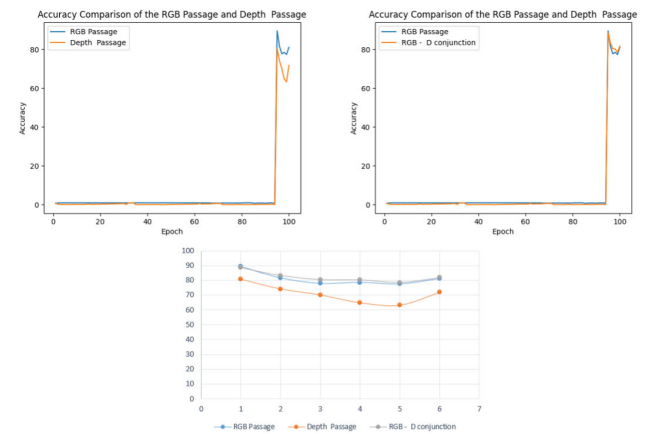 Accuracy Comparison of the RGB Passage and Depth  Passage
RGB Passage
Depth  Passage
80
60
40
20
0
Accuracy
0 20 40 60 80 100
Epoch
Accuracy Comparison of the RGB Passage and Depth  Passage
RGB Passage
RGB -  D conjunction
80
60
40
20
0
Accuracy
0 20 40 60 80 100
Epoch
100
90
80
70
60
50
40
30
20
10
0
0 1 2 3 4 5 6 7
RGB Passage Depth  Passage RGB -  D conjunction